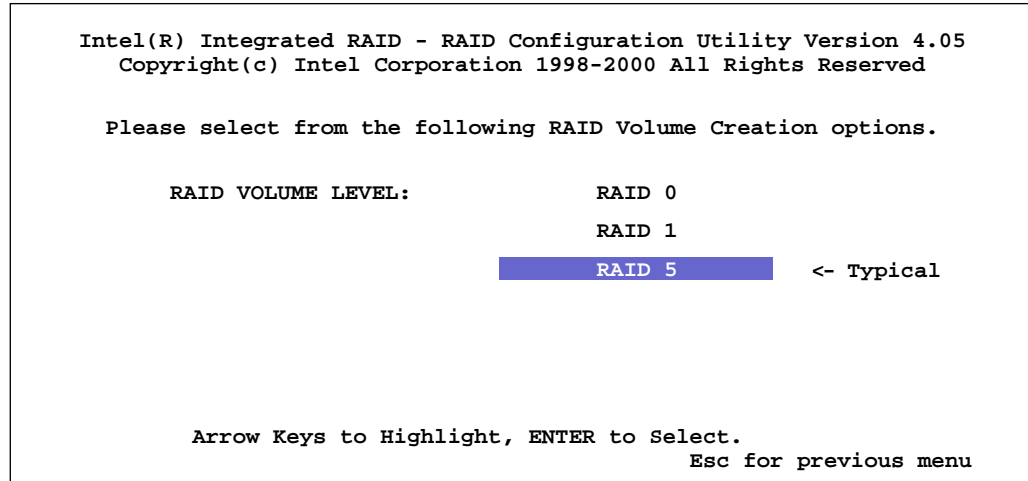 Intel(R) Integrated RAID - RAID Configuration Utility Version 4.05
Copyright(c) Intel Corporation 1998-2000 All Rights Reserved
Please select from the following RAID Volume Creation options.
RAID VOLUME LEVEL: RAID 0
RAID 1
RAID 5 <- Typical
Arrow Keys to Highlight, ENTER to Select.
Esc for previous menu